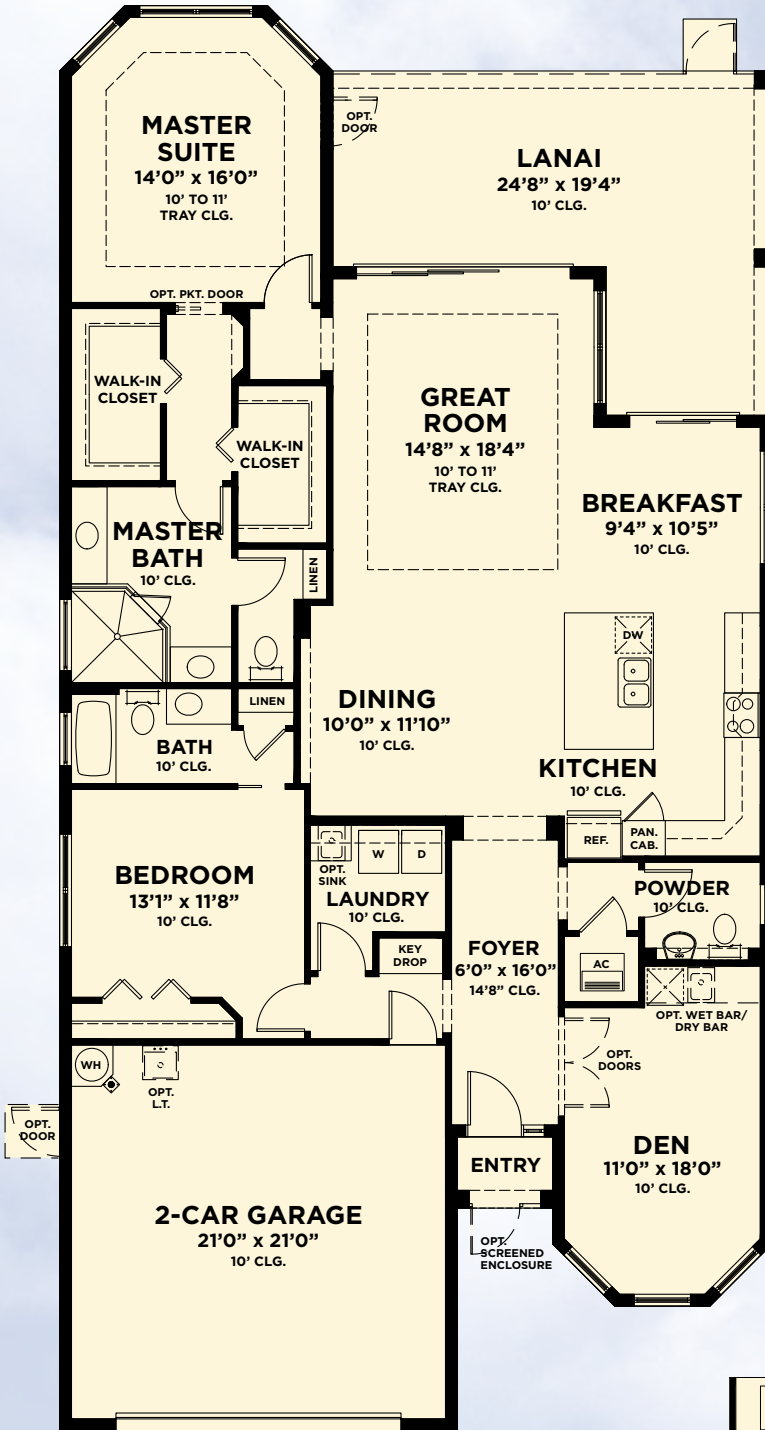 MASTER
SUITE
14'0” x 16'0”
10' TO 11'
TRAY CLG.
OPT.
DOOR
LANAI
24'8” x 19'4”
10' CLG.
OPT. PKT. DOOR
WALK-IN
CLOSET
WALK-IN
CLOSET
GREAT
ROOM
14'8” x 18'4”
10' TO 11'
TRAY CLG.
BREAKFAST
9'4” x 10'5”
10' CLG.
MASTER
BATH
10' CLG.
LINEN
DW
DINING
10'0” x 11'10”
10' CLG.
LINEN
BATH
10' CLG.
KITCHEN
10' CLG.
REF.
PAN.
CAB.
BEDROOM
13'1” x 11'8”
10' CLG.
OPT.
SINK
W
D
LAUNDRY
10' CLG.
KEY
DROP
FOYER
6'0” x 16'0”
14'8” CLG.
POWDER
10' CLG.
AC
OPT. WET BAR/
DRY BAR
OPT.
DOORS
WH
OPT.
L.T.
OPT.
DOOR
DEN
11'0” x 18'0”
10' CLG.
ENTRY
OPT.
SCREENED
ENCLOSURE
2-CAR GARAGE
21'0” x 21'0”
10' CLG.